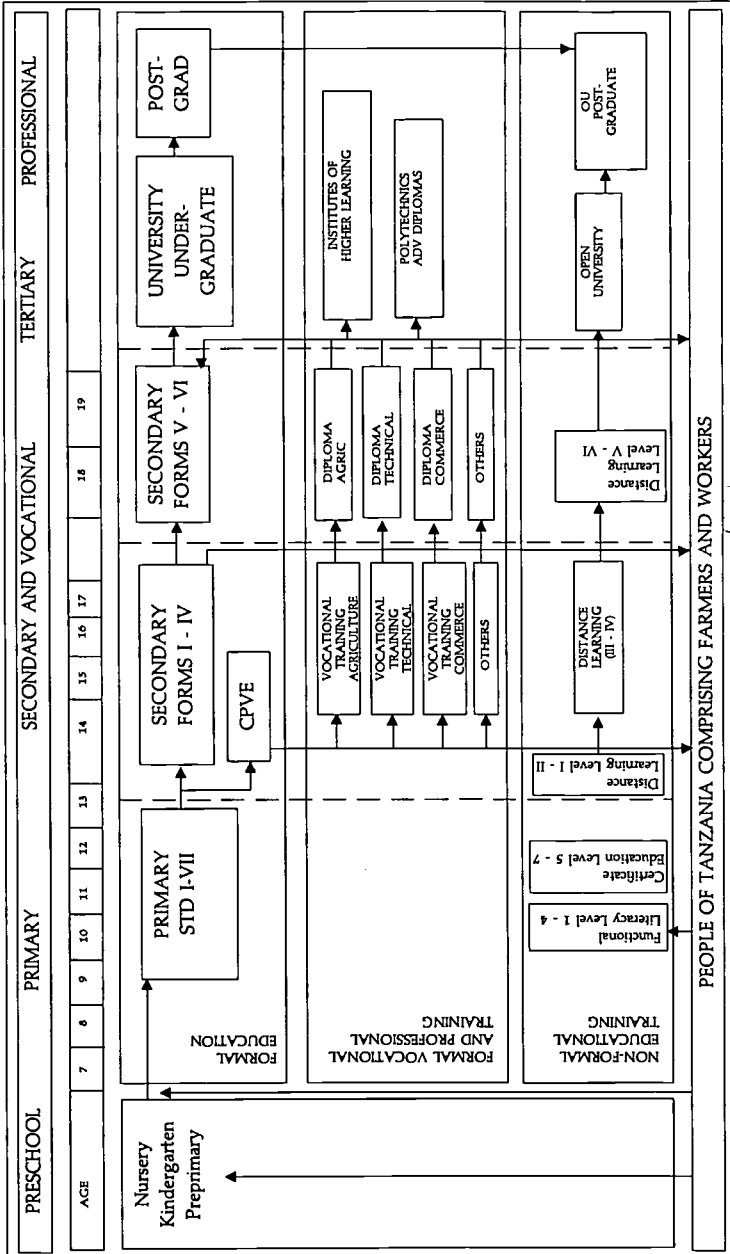 PRESCHOOL
PRIMARY
SECONDARY AND VOCATIONAL
TERTIARY
PROFESSIONAL
AGE
7
8
9
10
11
12
13
14
15
16
17
18
19
Nursery
Kindergarten
Preprimary
FORMAL
EDUCATION
PRIMARY
STD I-VII
SECONDARY
FORMS I - IV
CPVE
SECONDARY
FORMS V - VI
UNIVERSITY
UNDER-
GRADUATE
POST-
GRAD
FORMAL VOCATIONAL
AND PROFESSIONAL
TRAINING
VOCATIONAL
TRAINING
AGRICULTURE
VOCATIONAL
TRAINING
TECHNICAL
VOCATIONAL
TRAINING
COMMERCE
OTHERS
DIPLOMA
AGRIC
DIPLOMA
TECHNICAL
DIPLOMA
COMMERCE
OTHERS
INSTITUTES OF
HIGHER LEARNING
POLYTECHNICS
ADV DIPLOMAS
NON-FORMAL
EDUCATIONAL
TRAINING
Functional
Literacy Level 1 - 4
Certificate
Education Level 5 - 7
Distance
Learning Level I - II
DISTANCE
LEARNING
(III - IV)
Distance
Learning
Level V - VI
OPEN
UNIVERSITY
OU
POST-
GRADUATE
PEOPLE OF TANZANIA COMPRISING FARMERS AND WORKERS